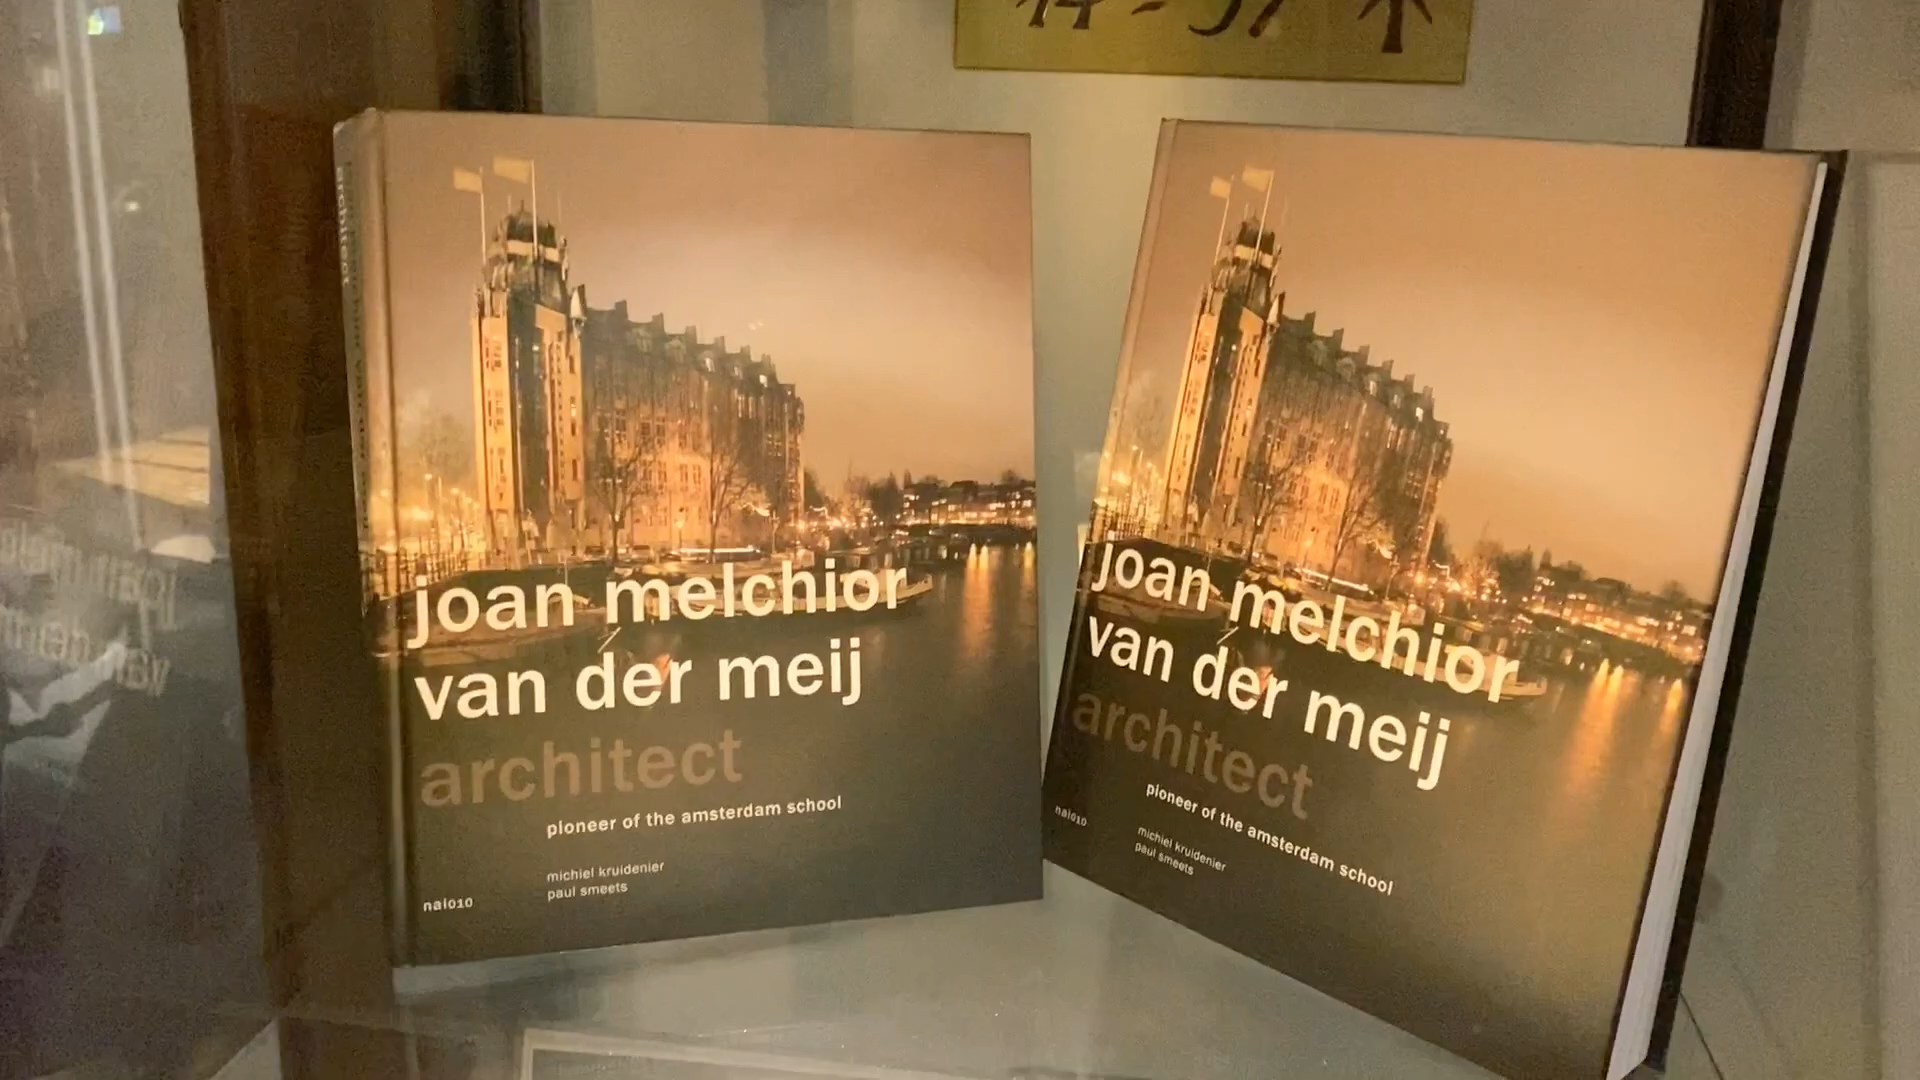 architect
joan melchior
van der meij
architect
pioneer of the amsterdam school
michiel kruidenier
paul smeets
nai010
joan melchior
van der meij
architect
pioneer of the amsterdam school
michiel kruidenier
paul smeets
nai010